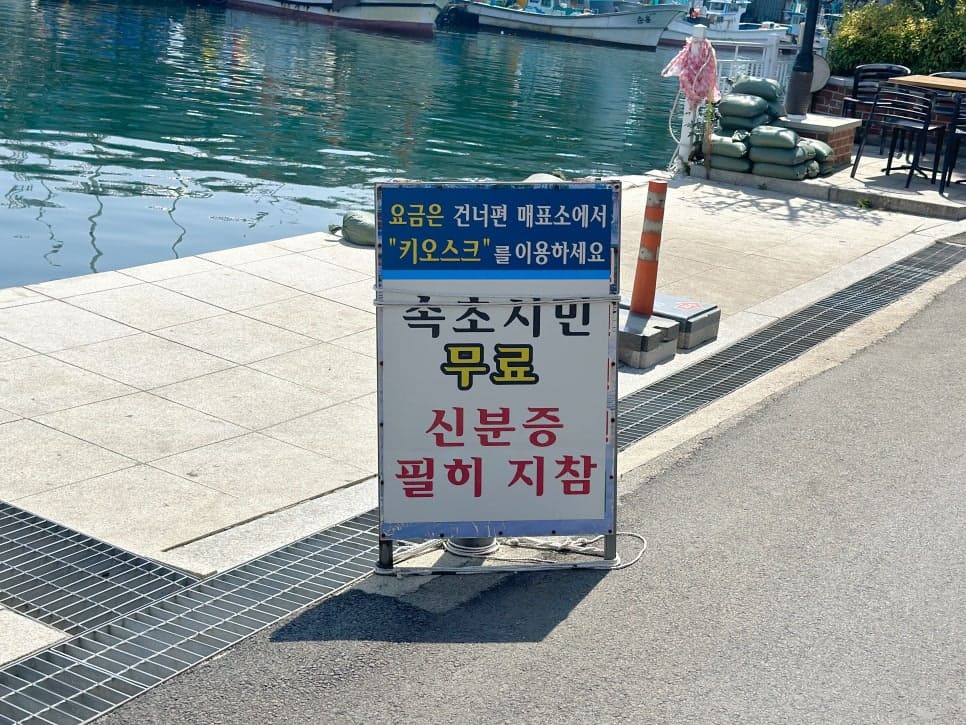 요금은 건너편 매표소에서
"키오스크"를 이용하세요
속초시민
무료
신분증
필히 지참